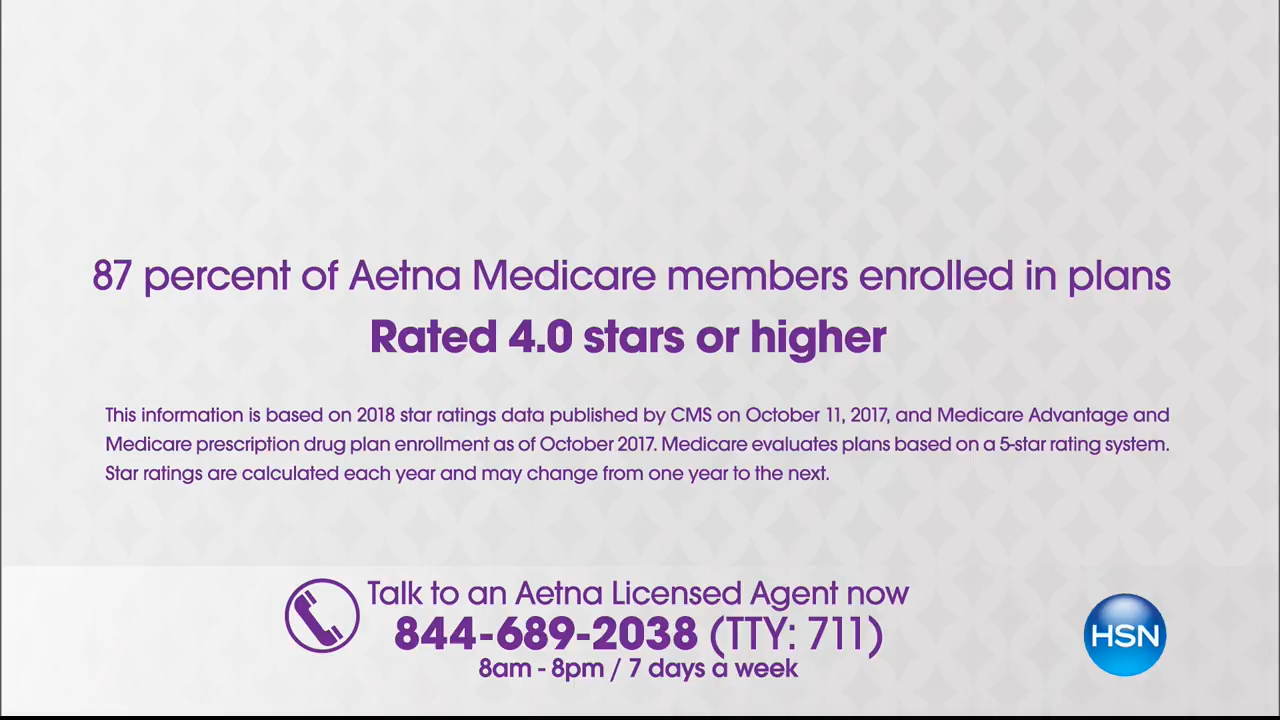 87 percent of Aetna Medicare members enrolled in plans
Rated 4.0 stars or higher
This information is based on 2018 star ratings data published by CMS on October 11, 2017, and Medicare Advantage and
Medicare prescription drug plan enrollment as of October 2017. Medicare evaluates plans based on a 5-star rating system.
Star ratings are calculated each year and may change from one year to the next.
Talk to an Aetna Licensed Agent now
844-689-2038 (TTY: 711)
8am - 8pm / 7 days a week
HSN